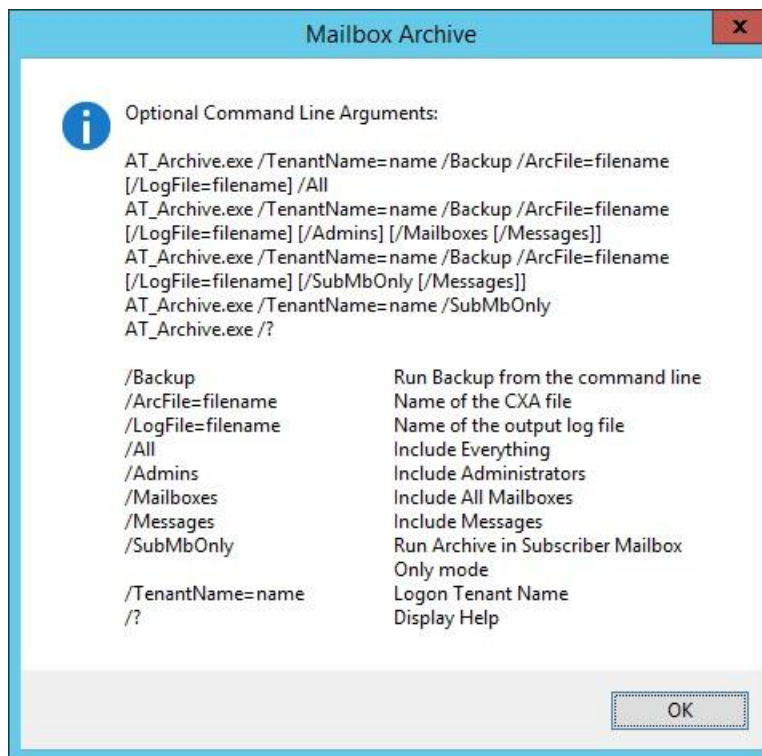 Mailbox Archive
x
Optional Command Line Arguments:
AT_Archive.exe /TenantName=name /Backup /ArcFile=filename
[/LogFile=filename] /All
AT_Archive.exe /TenantName=name /Backup /ArcFile=filename
[/LogFile=filename] [/Admins] [/Mailboxes [/Messages]]
AT_Archive.exe /TenantName=name /Backup /ArcFile=filename
[/LogFile=filename] [/SubMbOnly [/Messages]]
AT_Archive.exe /TenantName=name /SubMbOnly
AT_Archive.exe /?
/Backup Run Backup from the command line
/ArcFile=filename Name of the CXA file
/LogFile=filename Name of the output log file
/All Include Everything
/Admins Include Administrators
/Mailboxes Include All Mailboxes
/Messages Include Messages
/SubMbOnly Run Archive in Subscriber Mailbox
Only mode
/TenantName=name Logon Tenant Name
/? Display Help
OK